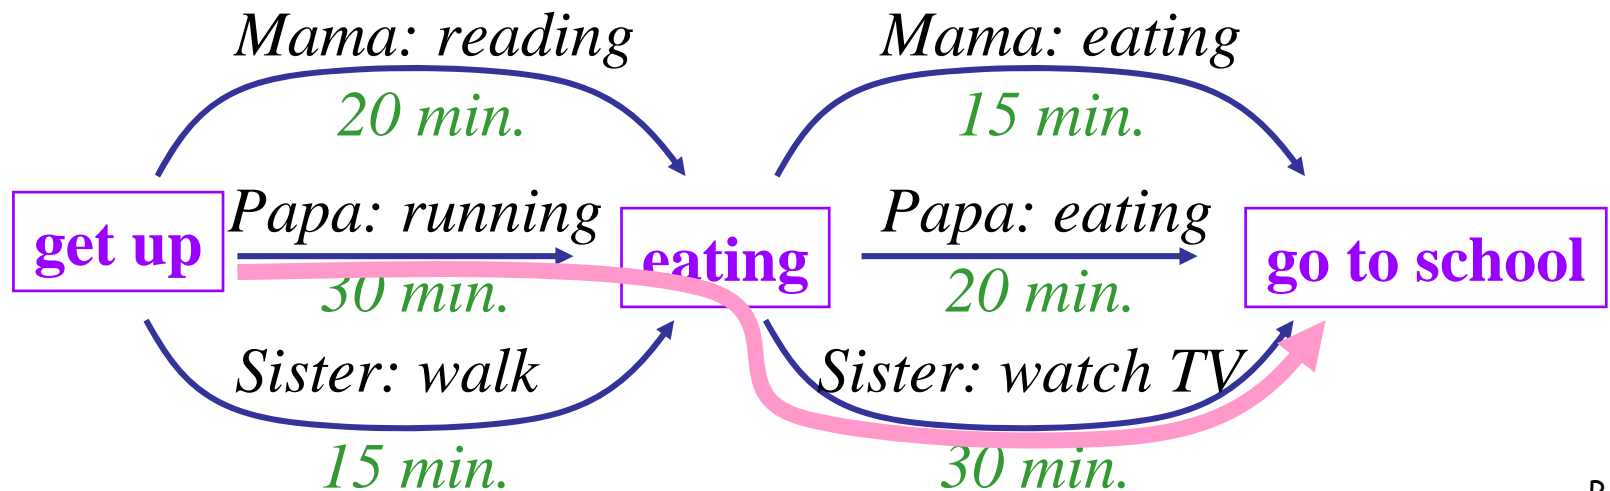 Mama: reading
Mama: eating
20 min.
15 min.
get up
Papa: running
eating
Papa: eating
go to school
30 min.
20 min.
Sister: walk
Sister: watch TV
15 min.
30 min.